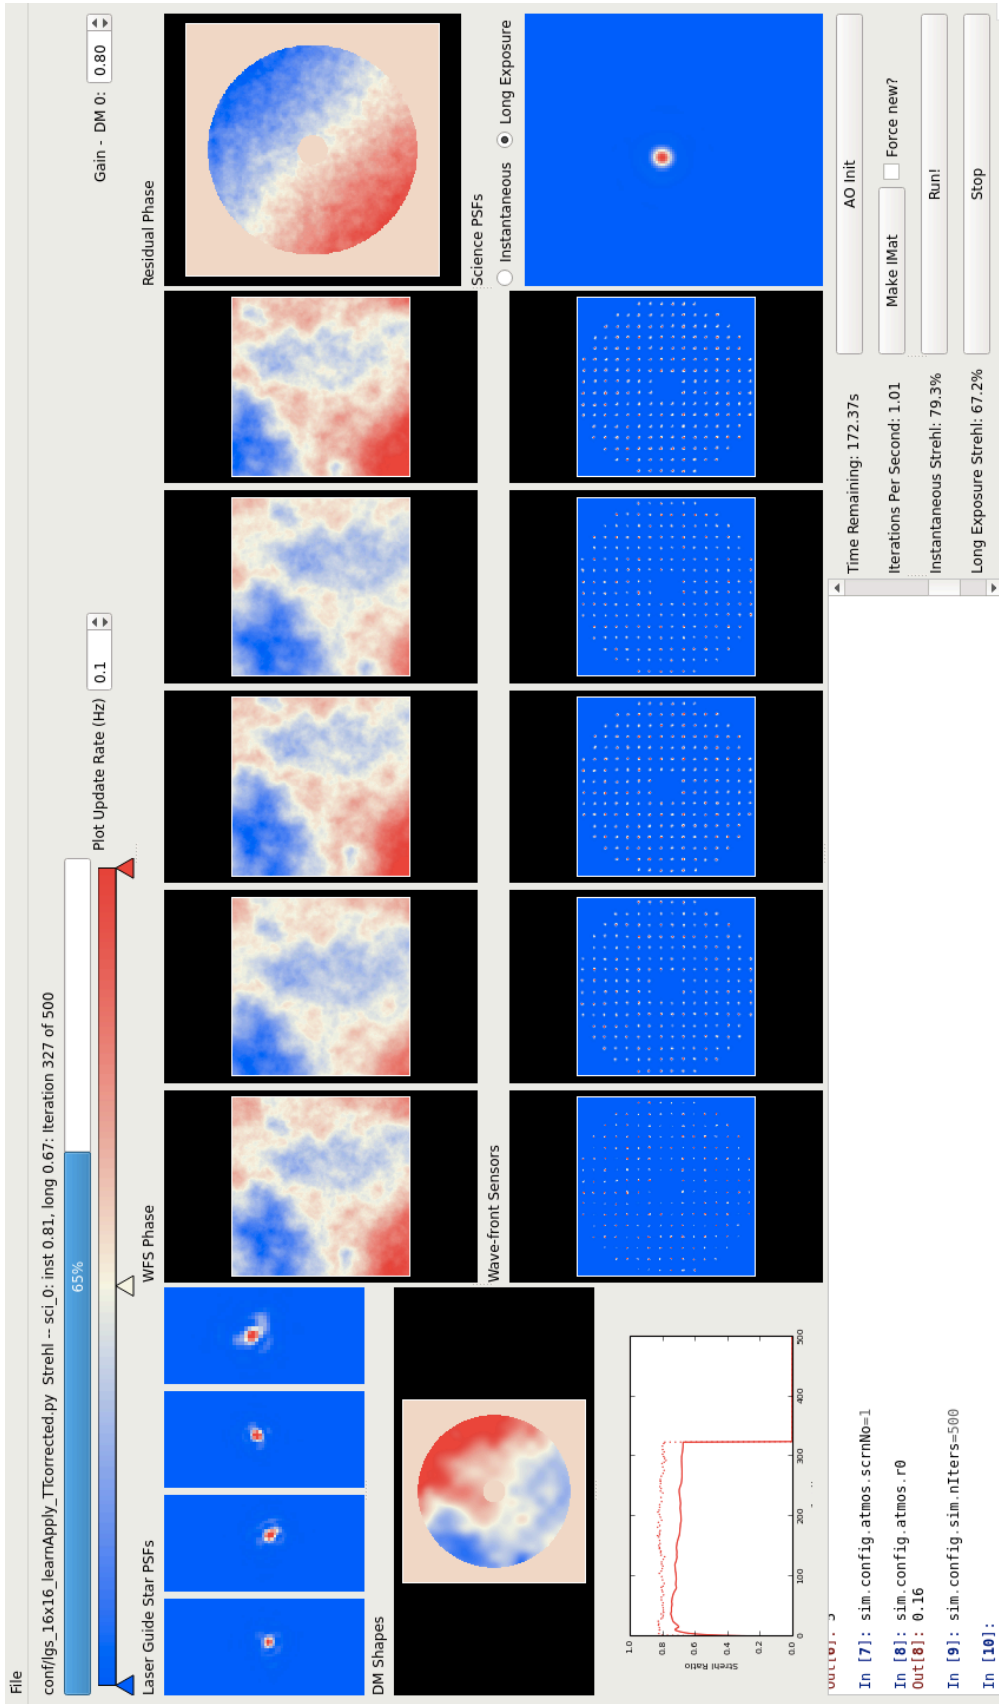 File
conf/lgs_16x16_learnApply_TTcorrected.py Strehl -- sci_0: inst 0.81, long 0.67: Iteration 327 of 500
65%
Plot Update Rate (Hz) 0.1
Gain - DM 0: 0.80
Laser Guide Star PSFs
WFS Phase
Residual Phase
DM Shapes
Wave-front Sensors
Science PSFs
Instantaneous
Long Exposure
Strehl Ratio
1.0
0.8
0.6
0.4
0.2
0.0
0
100
200
300
400
500
In [7]: sim.config.atmos.scrnNo=1
In [8]: sim.config.atmos.r0
Out[8]: 0.16
In [9]: sim.config.sim.nIters=500
In [10]:
Time Remaining: 172.37s
Iterations Per Second: 1.01
Instantaneous Strehl: 79.3%
Long Exposure Strehl: 67.2%
AO Init
Make IMat
Force new?
Run!
Stop